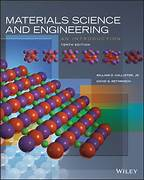 MATERIALS SCIENCE
AND ENGINEERING
AN INTRODUCTION
TENTH EDITION
WILLIAM D. CALLISTER, JR.
DAVID G. RETHWISCH
WILEY